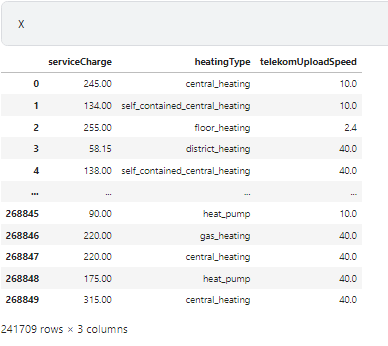 X
serviceCharge heatingType telekomUploadSpeed
0 245.00 central_heating 10.0
1 134.00 self_contained_central_heating 10.0
2 255.00 floor_heating 2.4
3 58.15 district_heating 40.0
4 138.00 self_contained_central_heating 40.0
... ... ... ...
268845 90.00 heat_pump 10.0
268846 220.00 gas_heating 40.0
268847 220.00 central_heating 40.0
268848 175.00 heat_pump 40.0
268849 315.00 central_heating 40.0
241709 rows × 3 columns